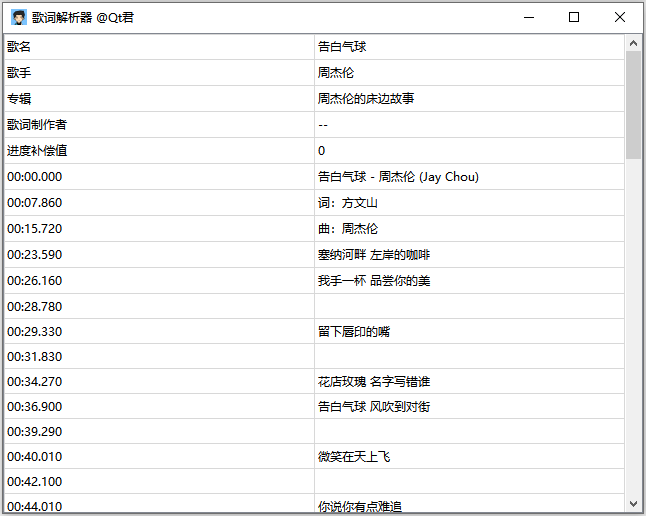 歌词解析器 @Qt君
歌名 告白气球
歌手 周杰伦
专辑 周杰伦的床边故事
歌词制作者 --
进度补偿值 0
00:00.000 告白气球 - 周杰伦 (Jay Chou)
00:07.860 词：方文山
00:15.720 曲：周杰伦
00:23.590 塞纳河畔 左岸的咖啡
00:26.160 我手一杯 品尝你的美
00:28.780
00:29.330 留下唇印的嘴
00:31.830
00:34.270 花店玫瑰 名字写错谁
00:36.900 告白气球 风吹到对街
00:39.290
00:40.010 微笑在天上飞
00:42.100
00:44.010 你说你有点难追